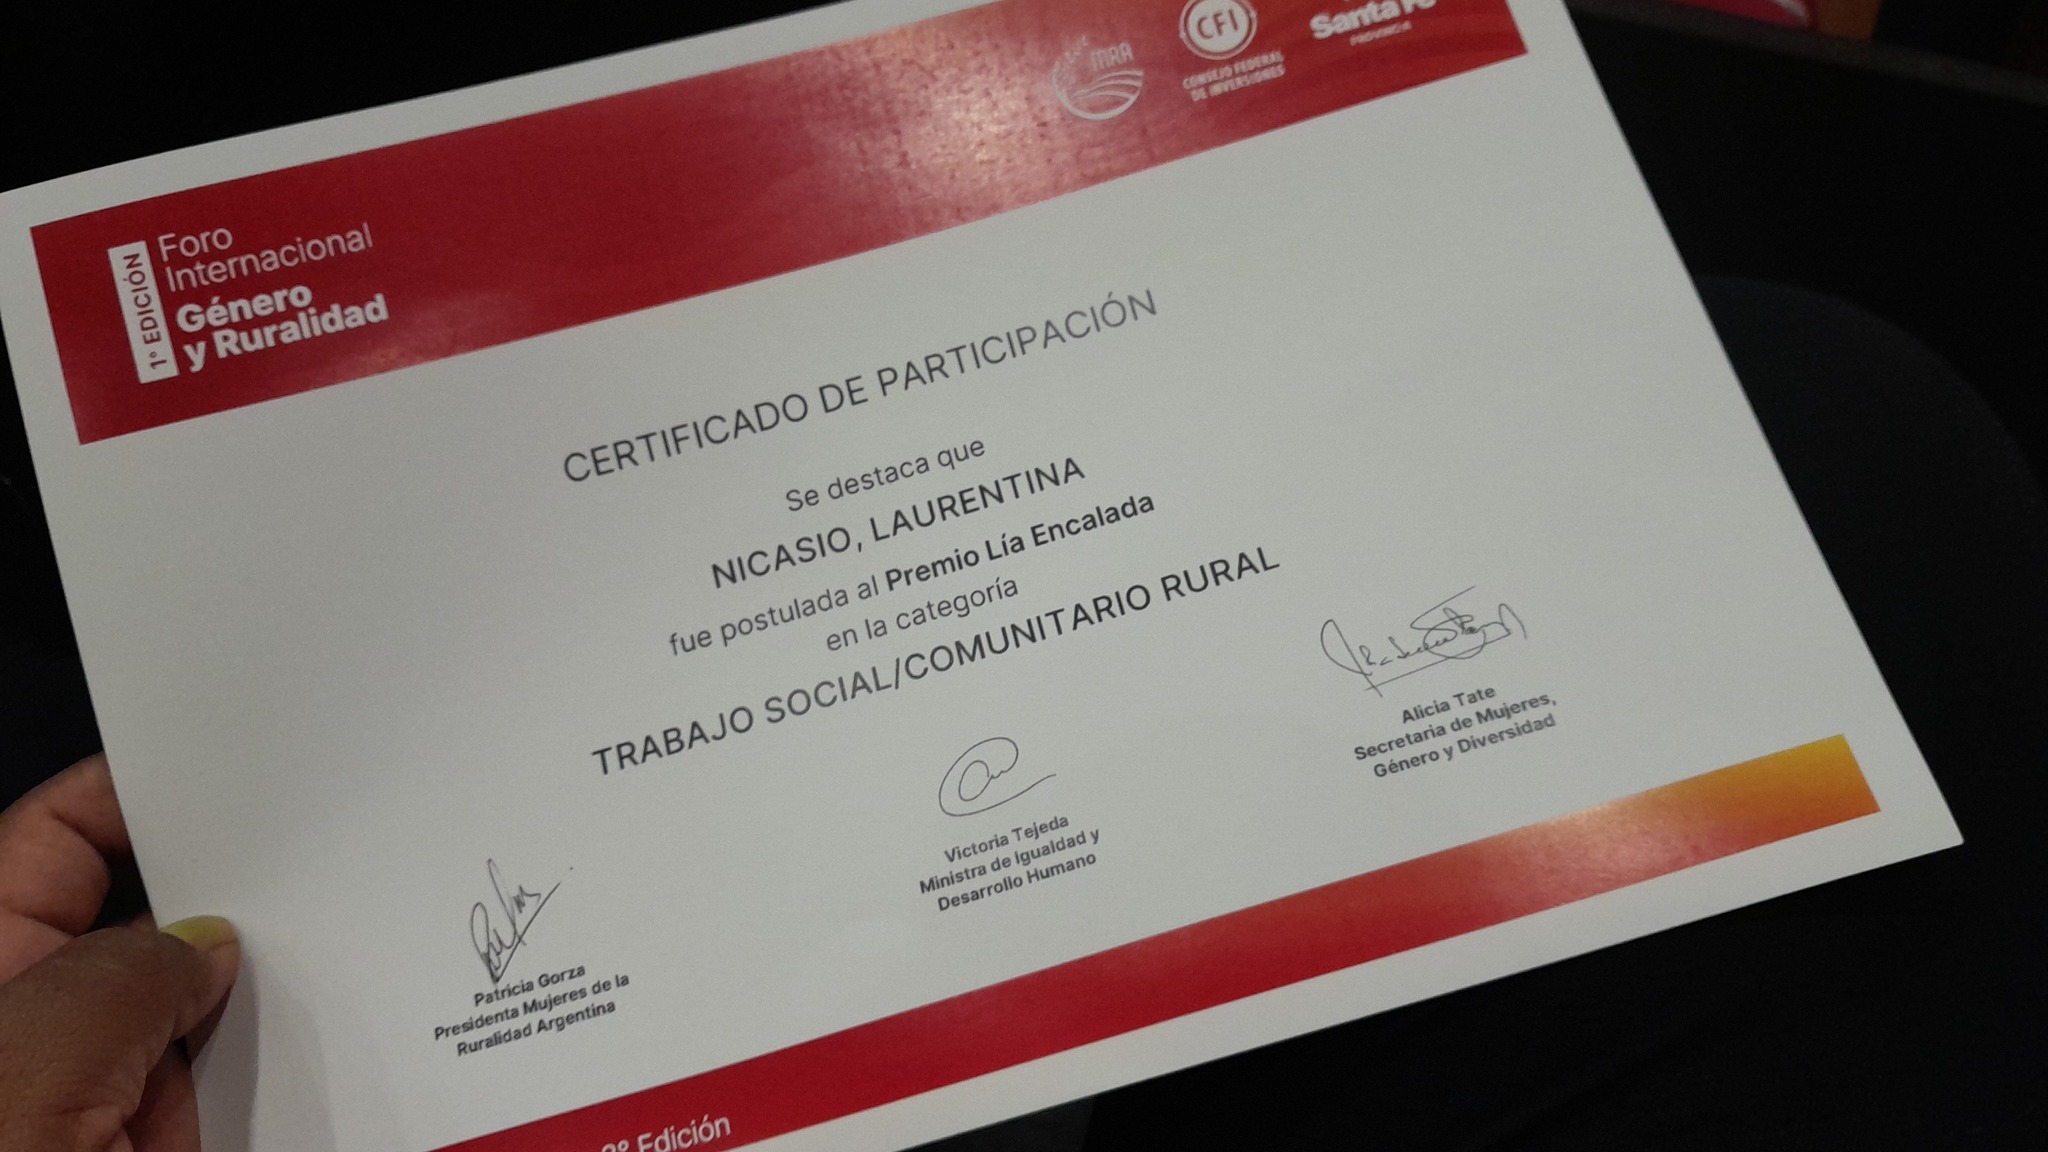 MRA
CFI
CONSEJO FEDERAL
DE INVERSIONES
Santa Fe
PROVINCIA
1° EDICIÓN
Foro
Internacional
Género
y Ruralidad
CERTIFICADO DE PARTICIPACIÓN
Se destaca que
NICASIO, LAURENTINA
fue postulada al Premio Lía Encalada
en la categoría
TRABAJO SOCIAL/COMUNITARIO RURAL
Patricia Gorza
Presidenta Mujeres de la
Ruralidad Argentina
Victoria Tejeda
Ministra de Igualdad y
Desarrollo Humano
Alicia Tate
Secretaria de Mujeres,
Género y Diversidad
Edición